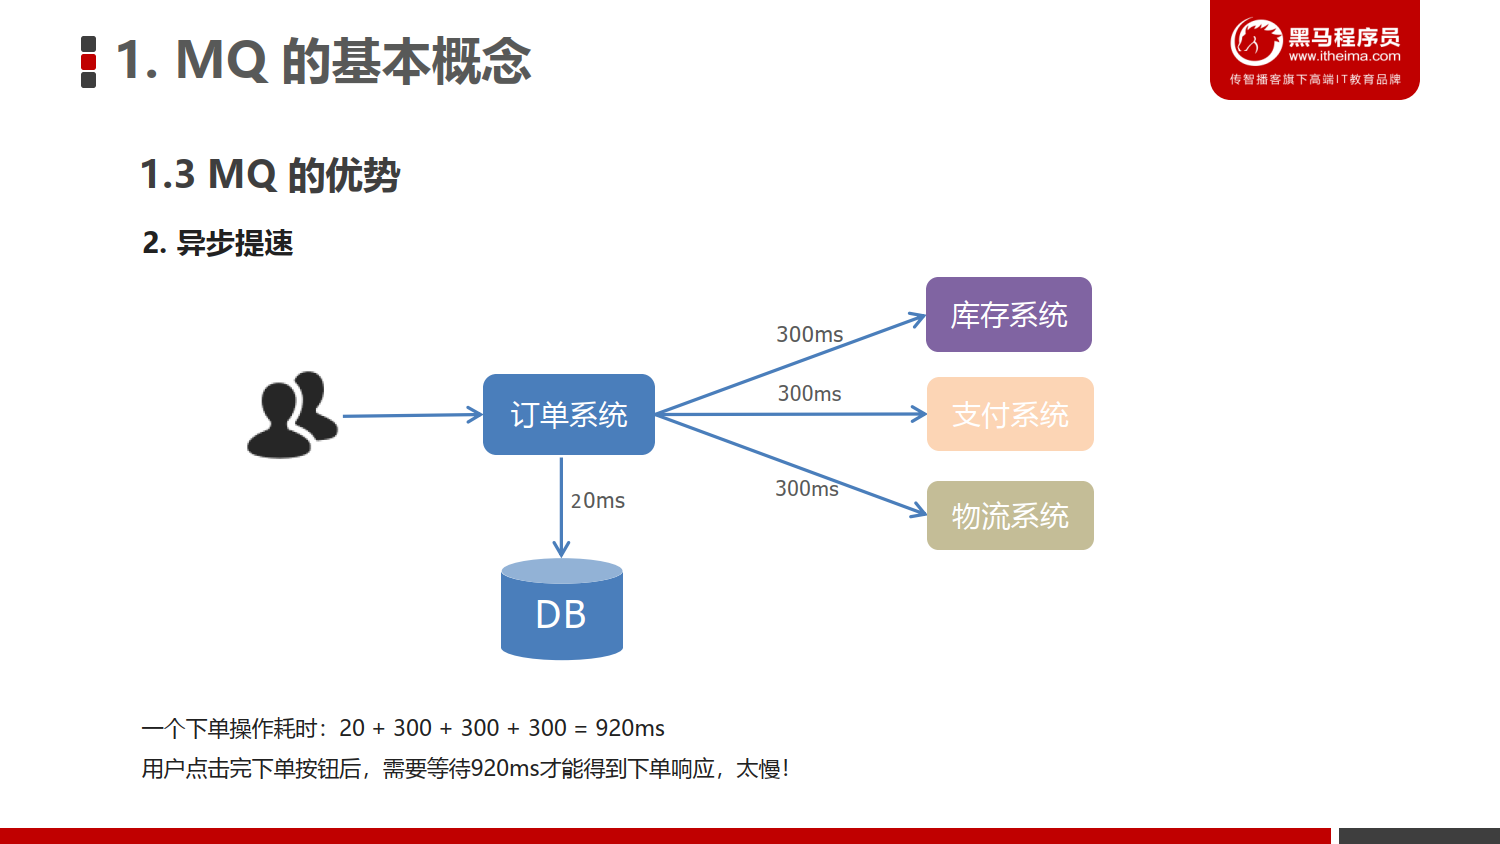 1. MQ 的基本概念
黑马程序员
www.itheima.com
传智播客旗下高端IT教育品牌
1.3 MQ 的优势
2. 异步提速
库存系统
300ms
300ms
订单系统
支付系统
300ms
20ms
物流系统
DB
一个下单操作耗时：20 + 300 + 300 + 300 = 920ms
用户点击完下单按钮后，需要等待920ms才能得到下单响应，太慢！